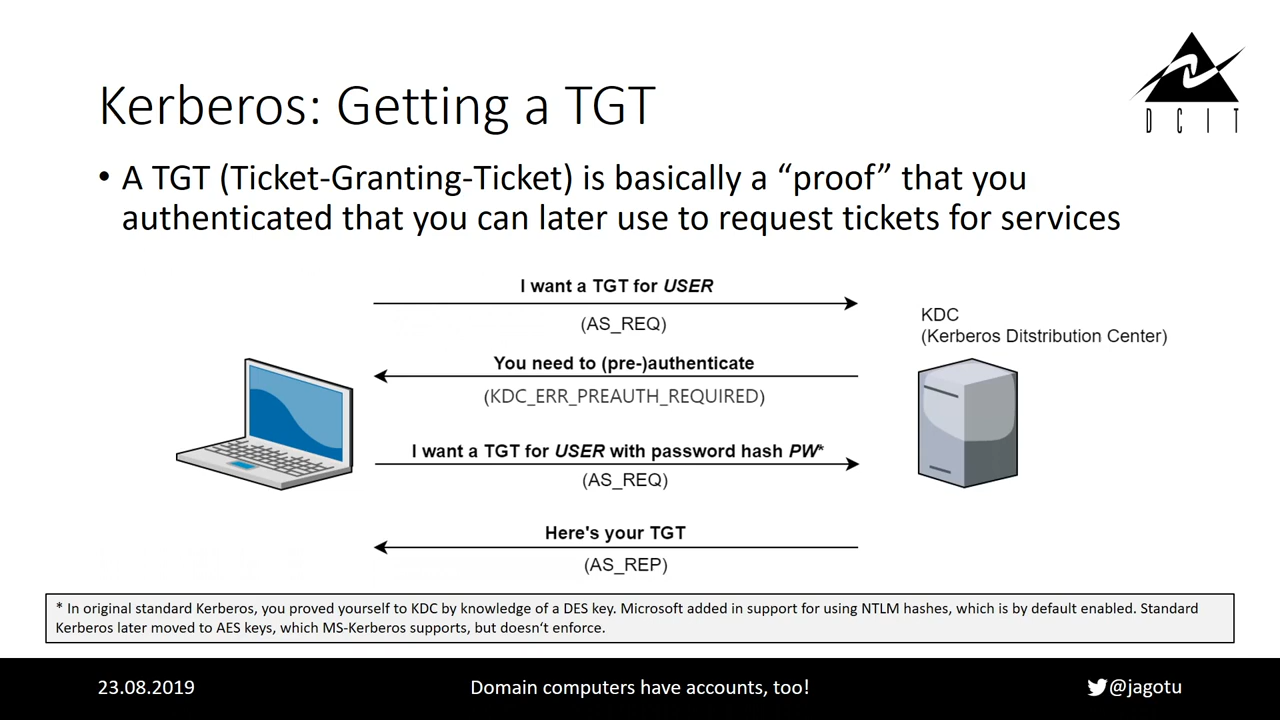 DCIT
Kerberos: Getting a TGT
• A TGT (Ticket-Granting-Ticket) is basically a “proof” that you
authenticated that you can later use to request tickets for services
I want a TGT for USER
(AS_REQ)
KDC
(Kerberos Ditstribution Center)
You need to (pre-)authenticate
(KDC_ERR_PREAUTH_REQUIRED)
I want a TGT for USER with password hash PW*
(AS_REQ)
Here's your TGT
(AS_REP)
* In original standard Kerberos, you proved yourself to KDC by knowledge of a DES key. Microsoft added in support for using NTLM hashes, which is by default enabled. Standard
Kerberos later moved to AES keys, which MS-Kerberos supports, but doesn‘t enforce.
23.08.2019
Domain computers have accounts, too!
@jagotu